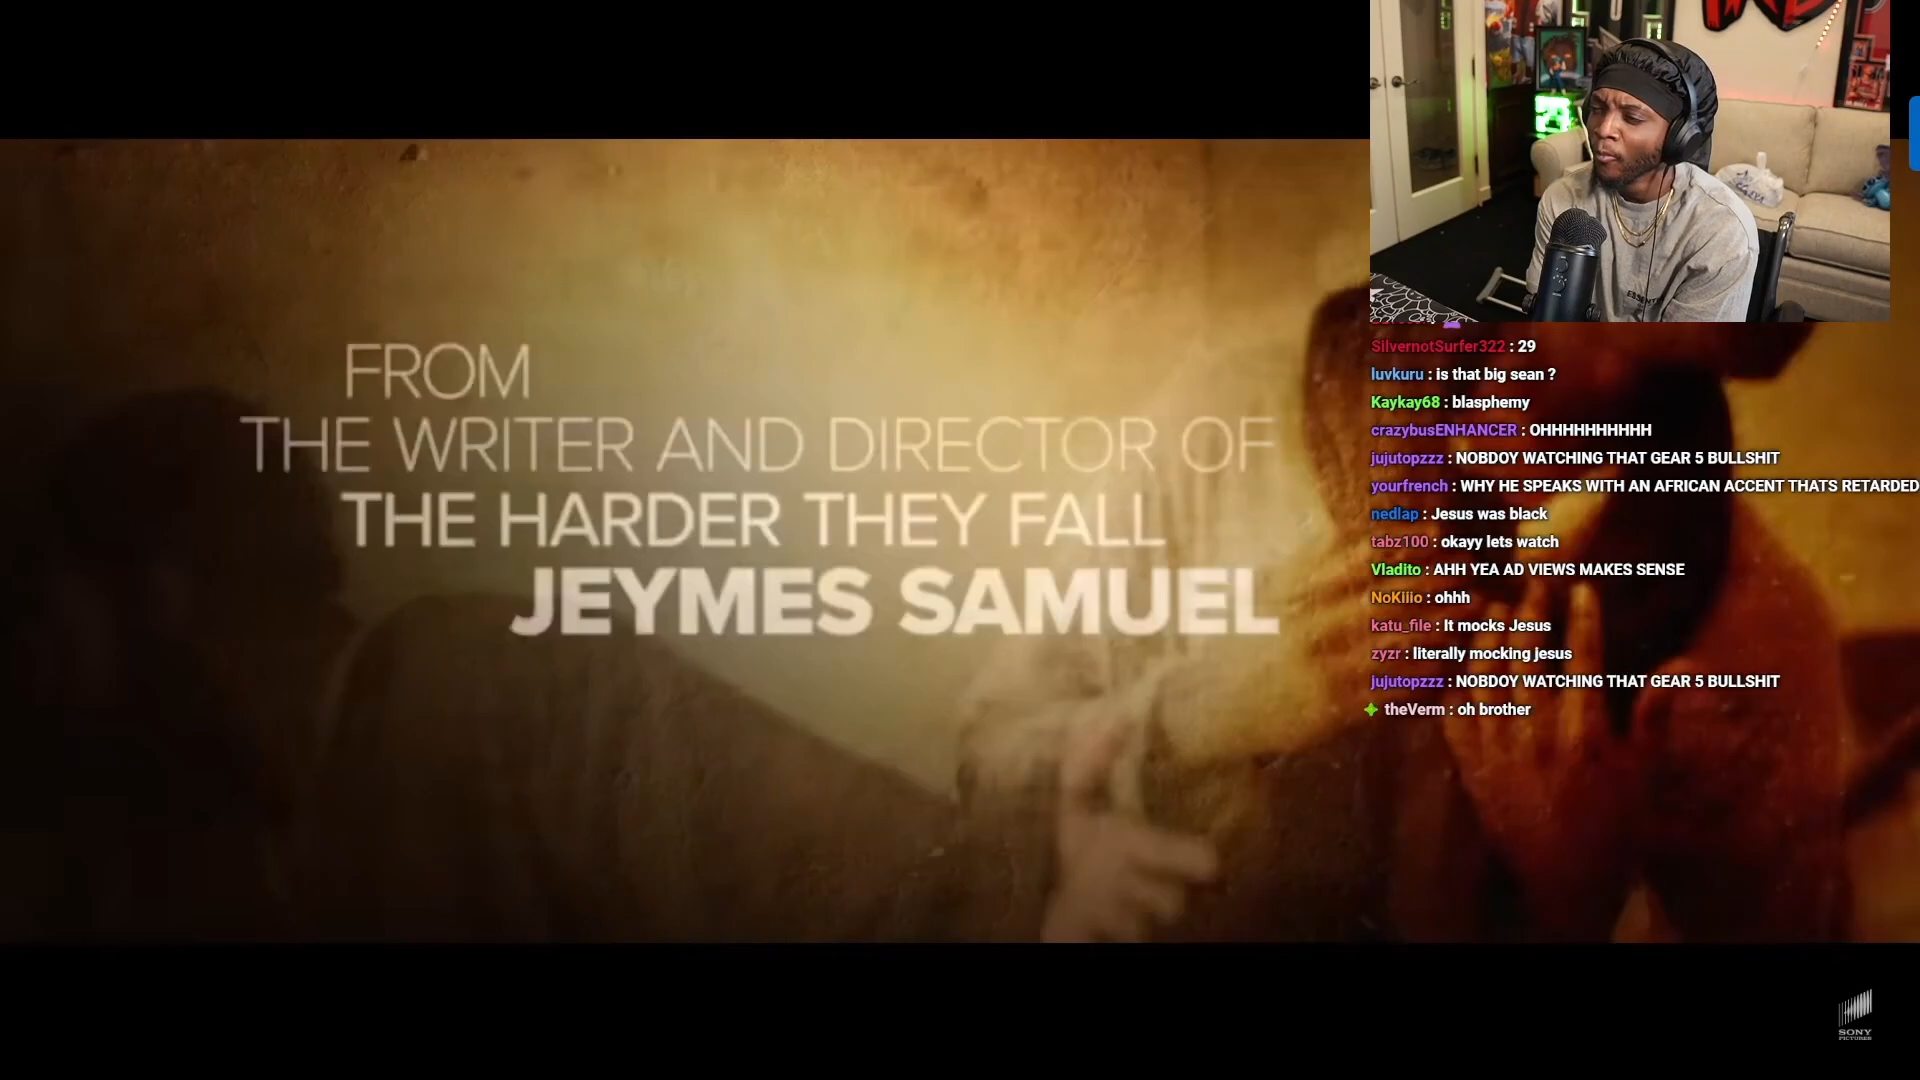 FROM
THE WRITER AND DIRECTOR OF
THE HARDER THEY FALL
JEYMES SAMUEL
SilvernotSurfer322 : 29
luvkuru : is that big sean ?
Kaykay68 : blasphemy
crazybusENHANCER : OHHHHHHHHHH
jujutopzzz : NOBDOY WATCHING THAT GEAR 5 BULLSHIT
yourfrench : WHY HE SPEAKS WITH AN AFRICAN ACCENT THATS RETARDED
nedlap : Jesus was black
tabz100 : okayy lets watch
Vladito : AHH YEA AD VIEWS MAKES SENSE
NoKiiio : ohhh
katu_file : It mocks Jesus
zyzr : literally mocking jesus
jujutopzzz : NOBDOY WATCHING THAT GEAR 5 BULLSHIT
theVerm : oh brother
SONY
PICTURES